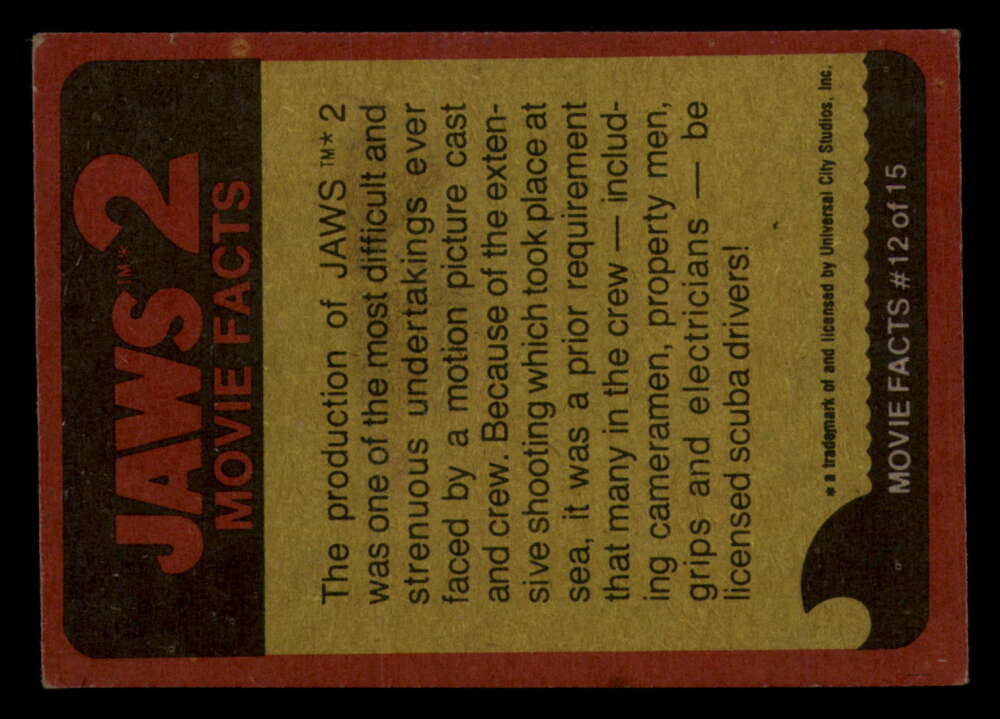 JAWS™* 2
MOVIE FACTS
The production of JAWS ™* 2
was one of the most difficult and
strenuous undertakings ever
faced by a motion picture cast
and crew. Because of the exten-
sive shooting which took place at
sea, it was a prior requirement
that many in the crew — includ-
ing cameramen, property men,
grips and electricians — be
licensed scuba drivers!
* a trademark of and licensed by Universal City Studios, Inc.
MOVIE FACTS #12 of 15